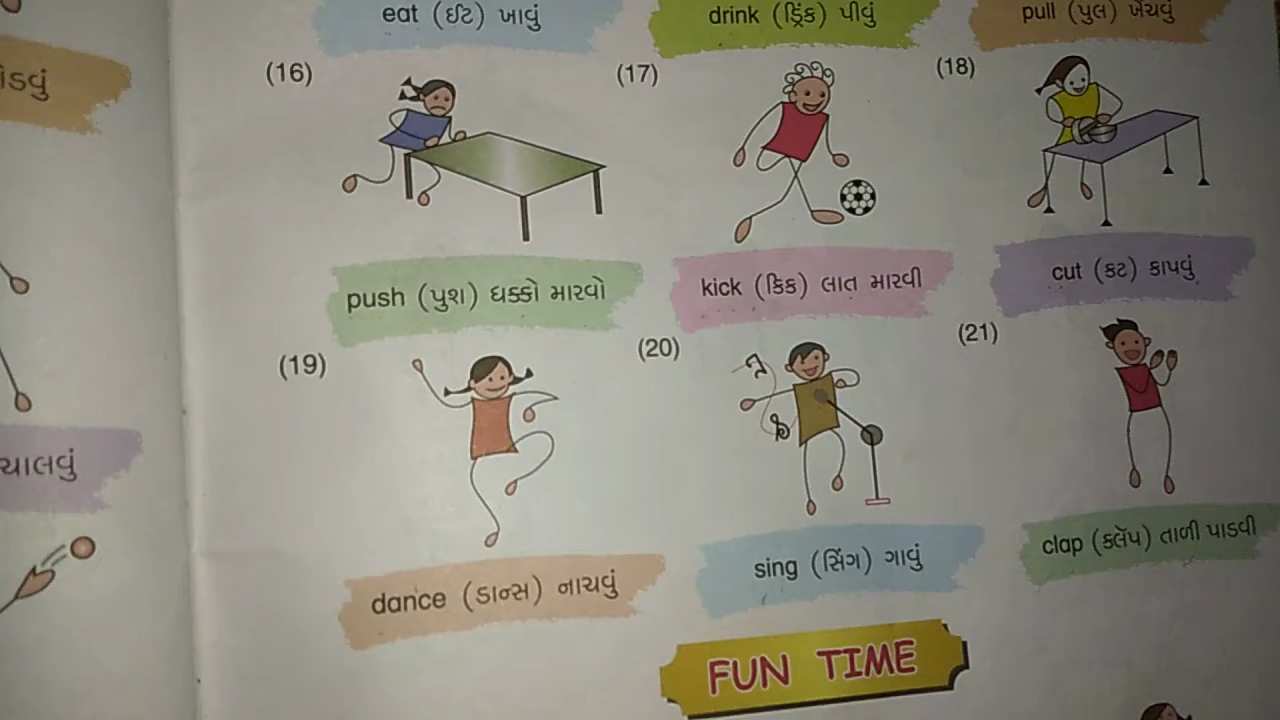 eat (ઈટ) ખાવું
drink (ડ્રિંક) પીવું
pull (પુલ) ખેંચવું
(16)
(17)
(18)
push (પુશ) ધક્કો મારવો
kick (કિક) લાત મારવી
cut (કટ) કાપવું
(19)
(20)
(21)
dance (ડાન્સ) નાચવું
sing (સિંગ) ગાવું
clap (ક્લૅપ) તાળી પાડવી
FUN TIME
ચાલવું